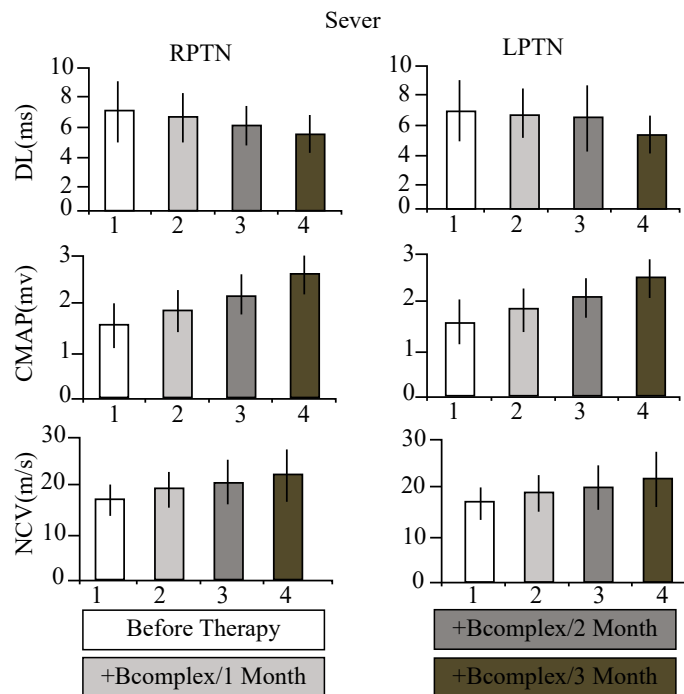 Sever
RPTN
LPTN
DL(ms)
10
8
6
4
2
0
1 2 3 4
10
8
6
4
2
0
1 2 3 4
CMAP(mv)
3
2
1
0
1 2 3 4
3
2
1
0
1 2 3 4
NCV(m/s)
30
20
10
0
1 2 3 4
30
20
10
0
1 2 3 4
Before Therapy
+Bcomplex/2 Month
+Bcomplex/1 Month
+Bcomplex/3 Month